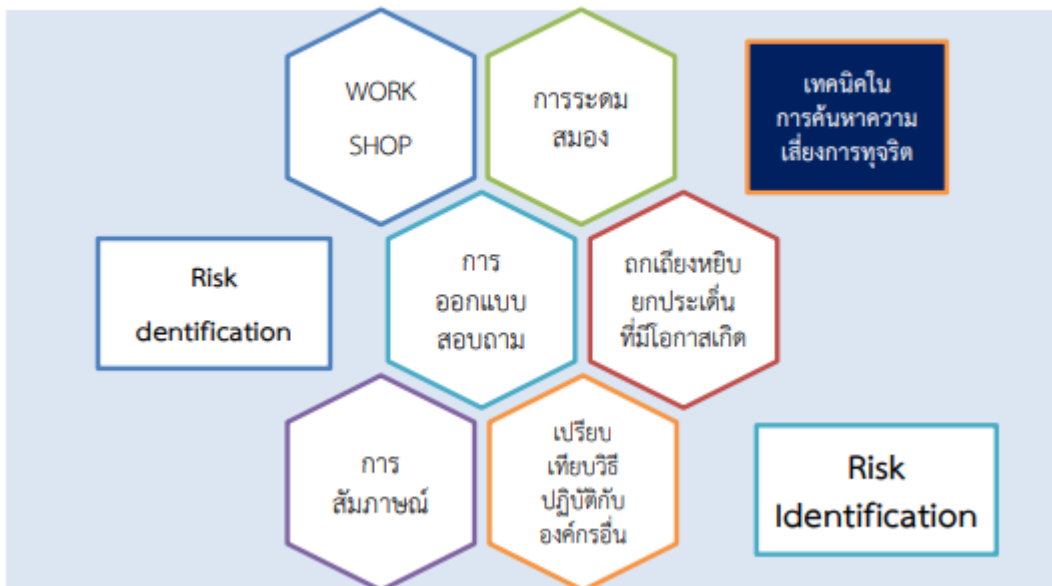 WORK
SHOP
การระดม
สมอง
เทคนิคใน
การค้นหาความ
เสี่ยงการทุจริต
Risk
dentification
การ
ออกแบบ
สอบถาม
ถกเถียงหยิบ
ยกประเด็น
ที่มีโอกาสเกิด
การ
สัมภาษณ์
เปรียบ
เทียบวิธี
ปฏิบัติกับ
องค์กรอื่น
Risk
Identification